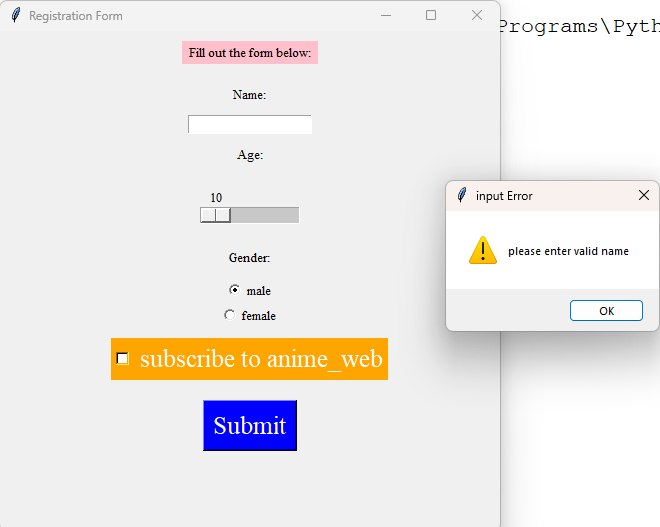 Registration Form
Programs\Pyth
Fill out the form below:
Name:
Age:
10
Gender:
male
female
subscribe to anime_web
Submit
input Error
please enter valid name
OK